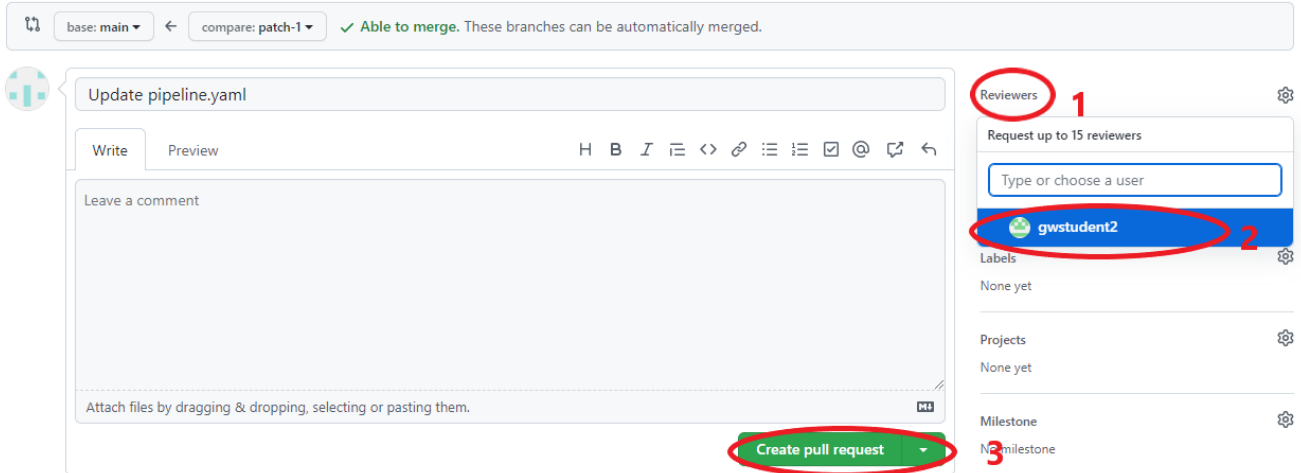 base: main compare: patch-1 Able to merge. These branches can be automatically merged.
Update pipeline.yaml
Write Preview
Leave a comment
Attach files by dragging & dropping, selecting or pasting them.
Create pull request
3
Reviewers
1
Request up to 15 reviewers
Type or choose a user
gwstudent2
2
Labels
None yet
Projects
None yet
Milestone
No milestone